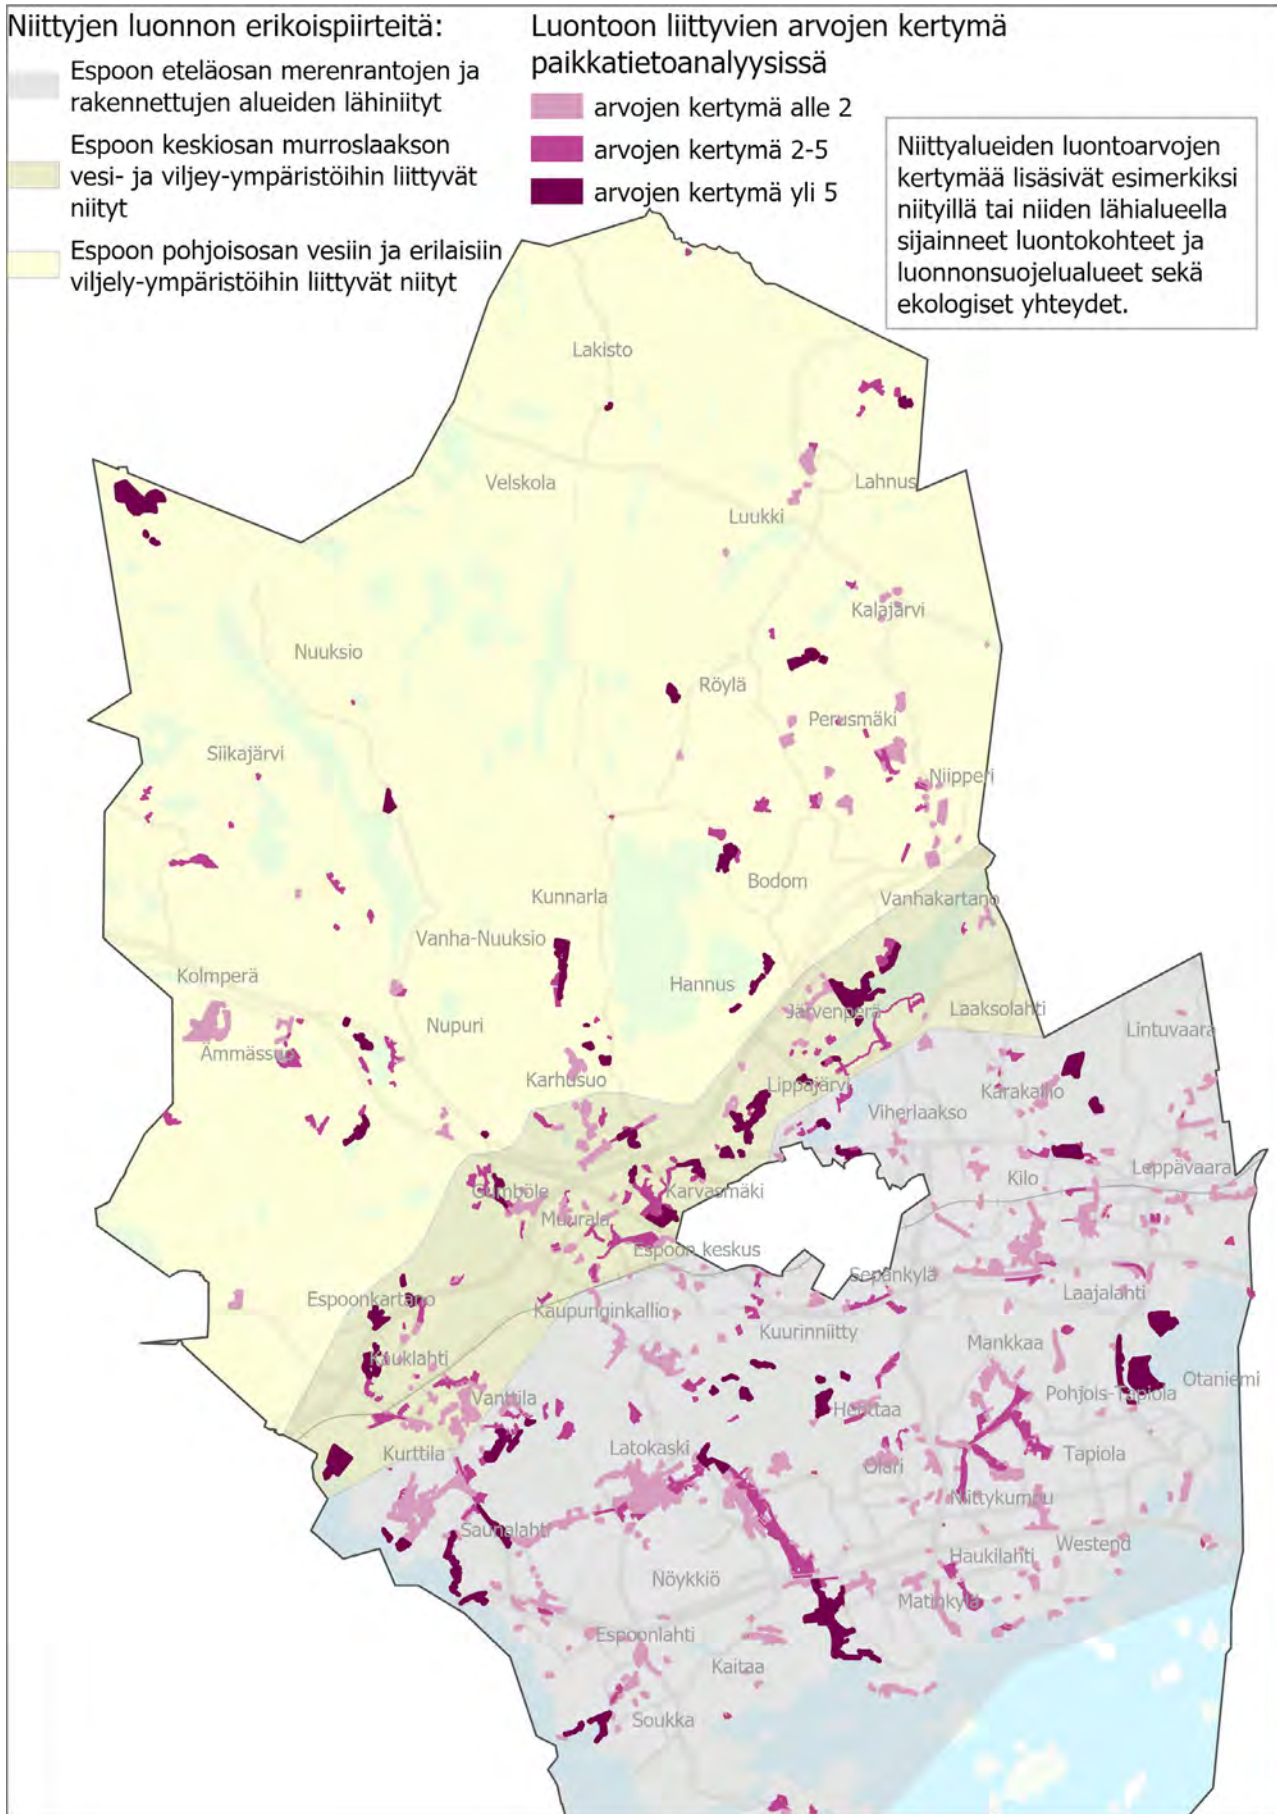 Niittyjen luonnon erikoispiirteitä:
Espoon eteläosan merenrantojen ja
rakennettujen alueiden lähiniityt
Espoon keskiosan murroslaakson
vesi- ja viljey-ympäristöihin liittyvät
niityt
Espoon pohjoisosan vesiin ja erilaisiin
viljely-ympäristöihin liittyvät niityt
Luontoon liittyvien arvojen kertymä
paikkatietoanalyysissä
arvojen kertymä alle 2
arvojen kertymä 2-5
arvojen kertymä yli 5
Niittyalueiden luontoarvojen
kertymää lisäsivät esimerkiksi
niityillä tai niiden lähialueella
sijainneet luontokohteet ja
luonnonsuojelualueet sekä
ekologiset yhteydet.
Lakisto
Velskola
Lahnus
Luukki
Kalajärvi
Nuuksio
Röylä
Perusmäki
Siikajärvi
Niipperi
Bodom
Kunnarla
Vanhakartano
Vanha-Nuuksio
Kolmperä
Hannus
Järvenperä
Laaksolahti
Nupuri
Lintuvaara
Ämmässuo
Karhusuo
Lippajärvi
Karakallio
Viherlaakso
Leppävaara
Kilo
Gumböle
Karvasmäki
Muurala
Espoon keskus
Sepänkylä
Laajalahti
Espoonkartano
Kaupunginkallio
Kuurinniitty
Mankkaa
Kauklahti
Otaniemi
Pohjois-Tapiola
Vanttila
Henttaa
Kurttila
Latokaski
Tapiola
Olari
Niittykumpu
Saunalahti
Westend
Haukilahti
Nöykkiö
Matinkylä
Espoonlahti
Kaitaa
Soukka